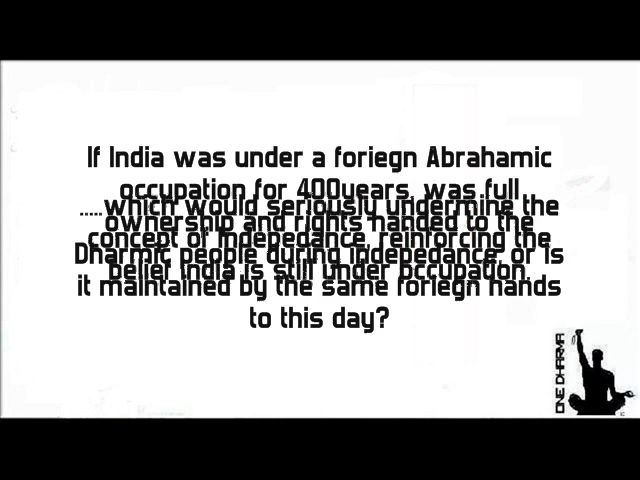 If India was under a foriegn Abrahamic
occupation for 400years, was full
ownership and rights handed to the
Dharmic people during indepedance, or is
it maintained by the same foriegn hands
to this day?
.....which would seriously undermine the
concept of indepedance, reinforcing the
belief India is still under occupation
ONE DHARMA